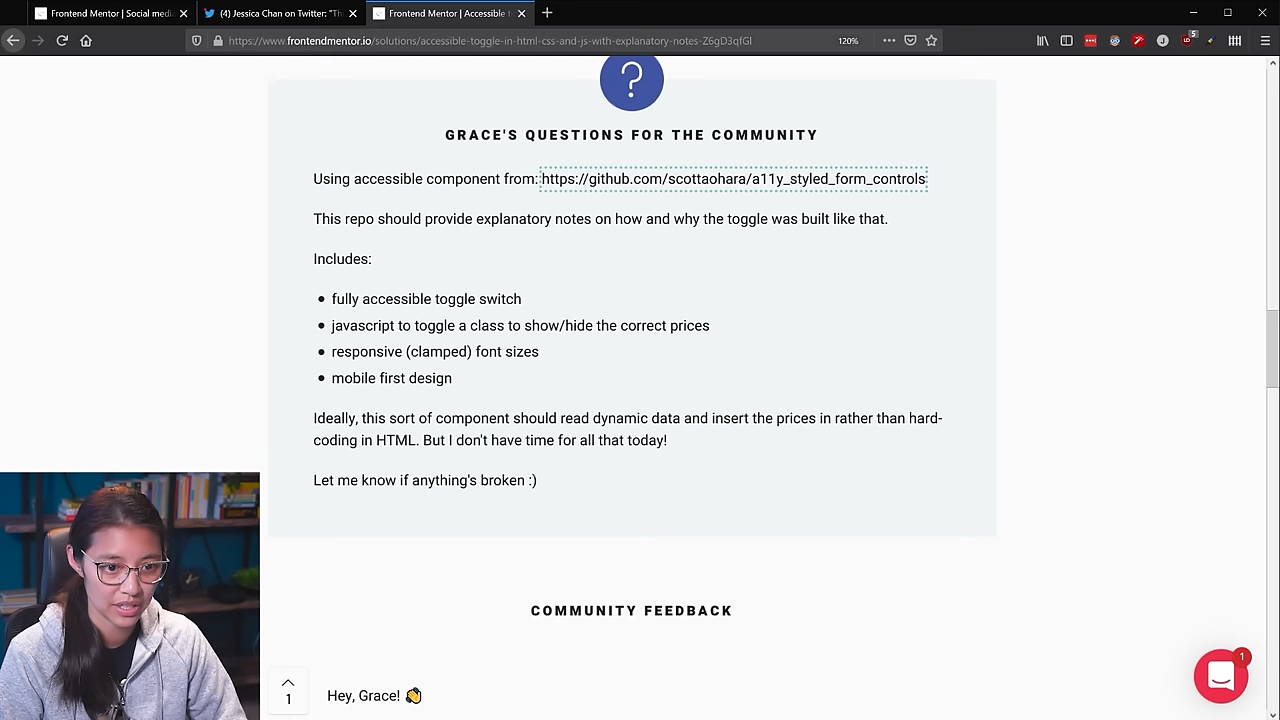 Frontend Mentor | Social medi
(4) Jessica Chan on Twitter: "Th
Frontend Mentor | Accessible t
https://www.frontendmentor.io/solutions/accessible-toggle-in-html-css-and-js-with-explanatory-notes-Z6gD3qfGl
120%
5
?
GRACE'S QUESTIONS FOR THE COMMUNITY
Using accessible component from: https://github.com/scottaohara/a11y_styled_form_controls
This repo should provide explanatory notes on how and why the toggle was built like that.
Includes:
• fully accessible toggle switch
• javascript to toggle a class to show/hide the correct prices
• responsive (clamped) font sizes
• mobile first design
Ideally, this sort of component should read dynamic data and insert the prices in rather than hard-
coding in HTML. But I don't have time for all that today!
Let me know if anything's broken :)
COMMUNITY FEEDBACK
1
Hey, Grace! 👋
1